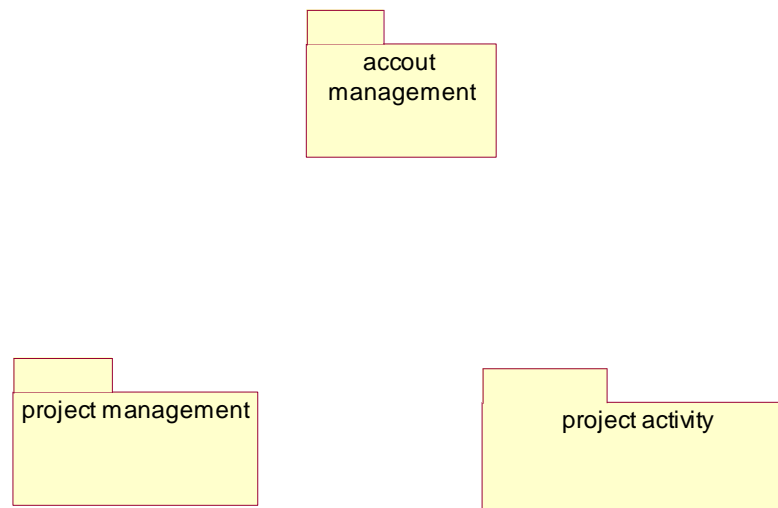 accout
management
project management
project activity